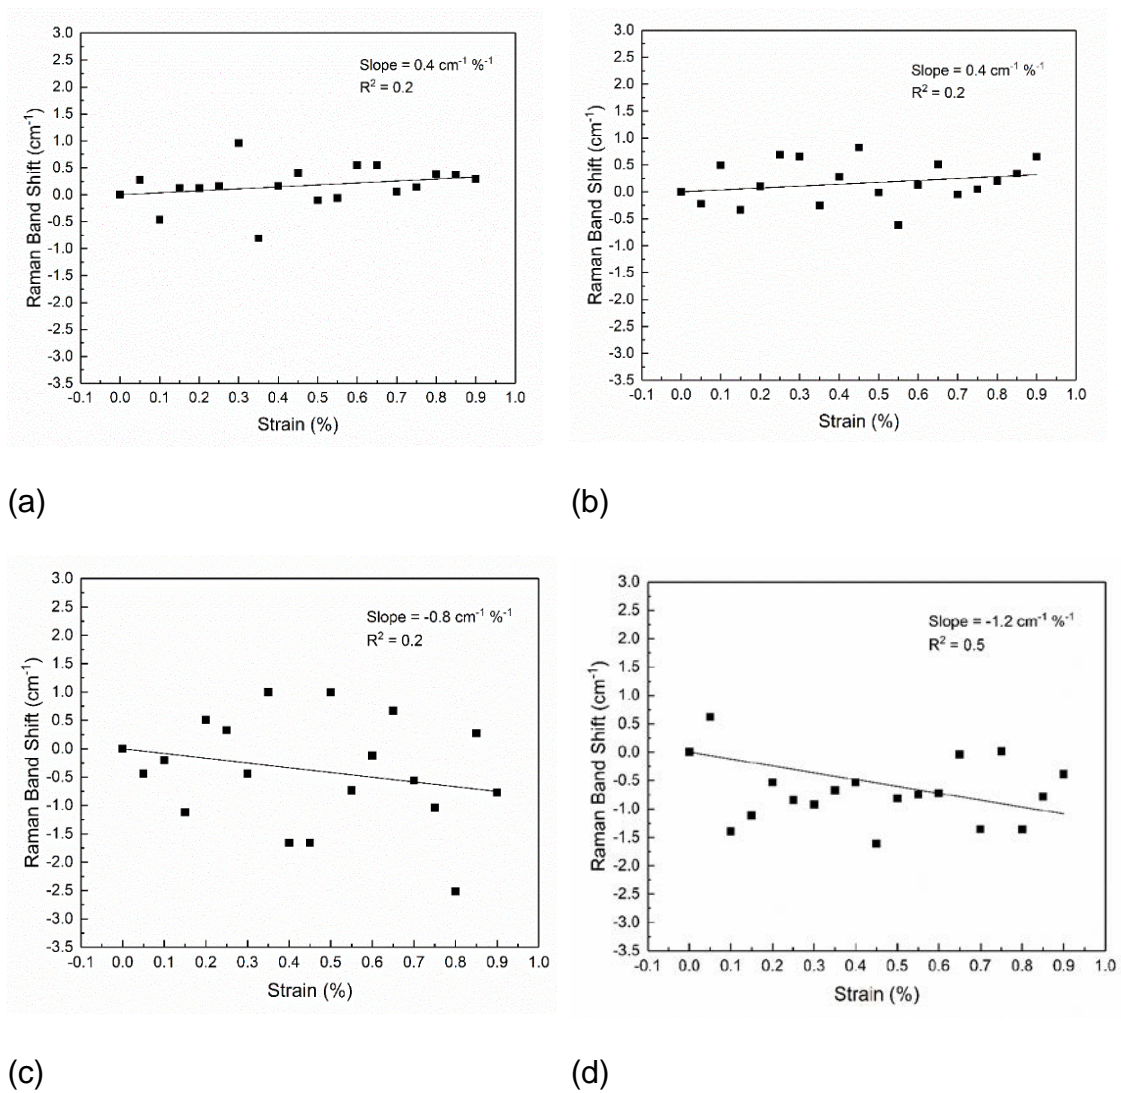 3.0
2.5
2.0
1.5
1.0
0.5
0.0
-0.5
-1.0
-1.5
-2.0
-2.5
-3.0
-3.5
Raman Band Shift (cm⁻¹)
Slope = 0.4 cm⁻¹ %⁻¹
R² = 0.2
-0.1 0.0 0.1 0.2 0.3 0.4 0.5 0.6 0.7 0.8 0.9 1.0
Strain (%)
(a)
3.0
2.5
2.0
1.5
1.0
0.5
0.0
-0.5
-1.0
-1.5
-2.0
-2.5
-3.0
-3.5
Raman Band Shift (cm⁻¹)
Slope = 0.4 cm⁻¹ %⁻¹
R² = 0.2
-0.1 0.0 0.1 0.2 0.3 0.4 0.5 0.6 0.7 0.8 0.9 1.0
Strain (%)
(b)
3.0
2.5
2.0
1.5
1.0
0.5
0.0
-0.5
-1.0
-1.5
-2.0
-2.5
-3.0
-3.5
Raman Band Shift (cm⁻¹)
Slope = -0.8 cm⁻¹ %⁻¹
R² = 0.2
-0.1 0.0 0.1 0.2 0.3 0.4 0.5 0.6 0.7 0.8 0.9 1.0
Strain (%)
(c)
3.0
2.5
2.0
1.5
1.0
0.5
0.0
-0.5
-1.0
-1.5
-2.0
-2.5
-3.0
-3.5
Raman Band Shift (cm⁻¹)
Slope = -1.2 cm⁻¹ %⁻¹
R² = 0.5
-0.1 0.0 0.1 0.2 0.3 0.4 0.5 0.6 0.7 0.8 0.9 1.0
Strain (%)
(d)